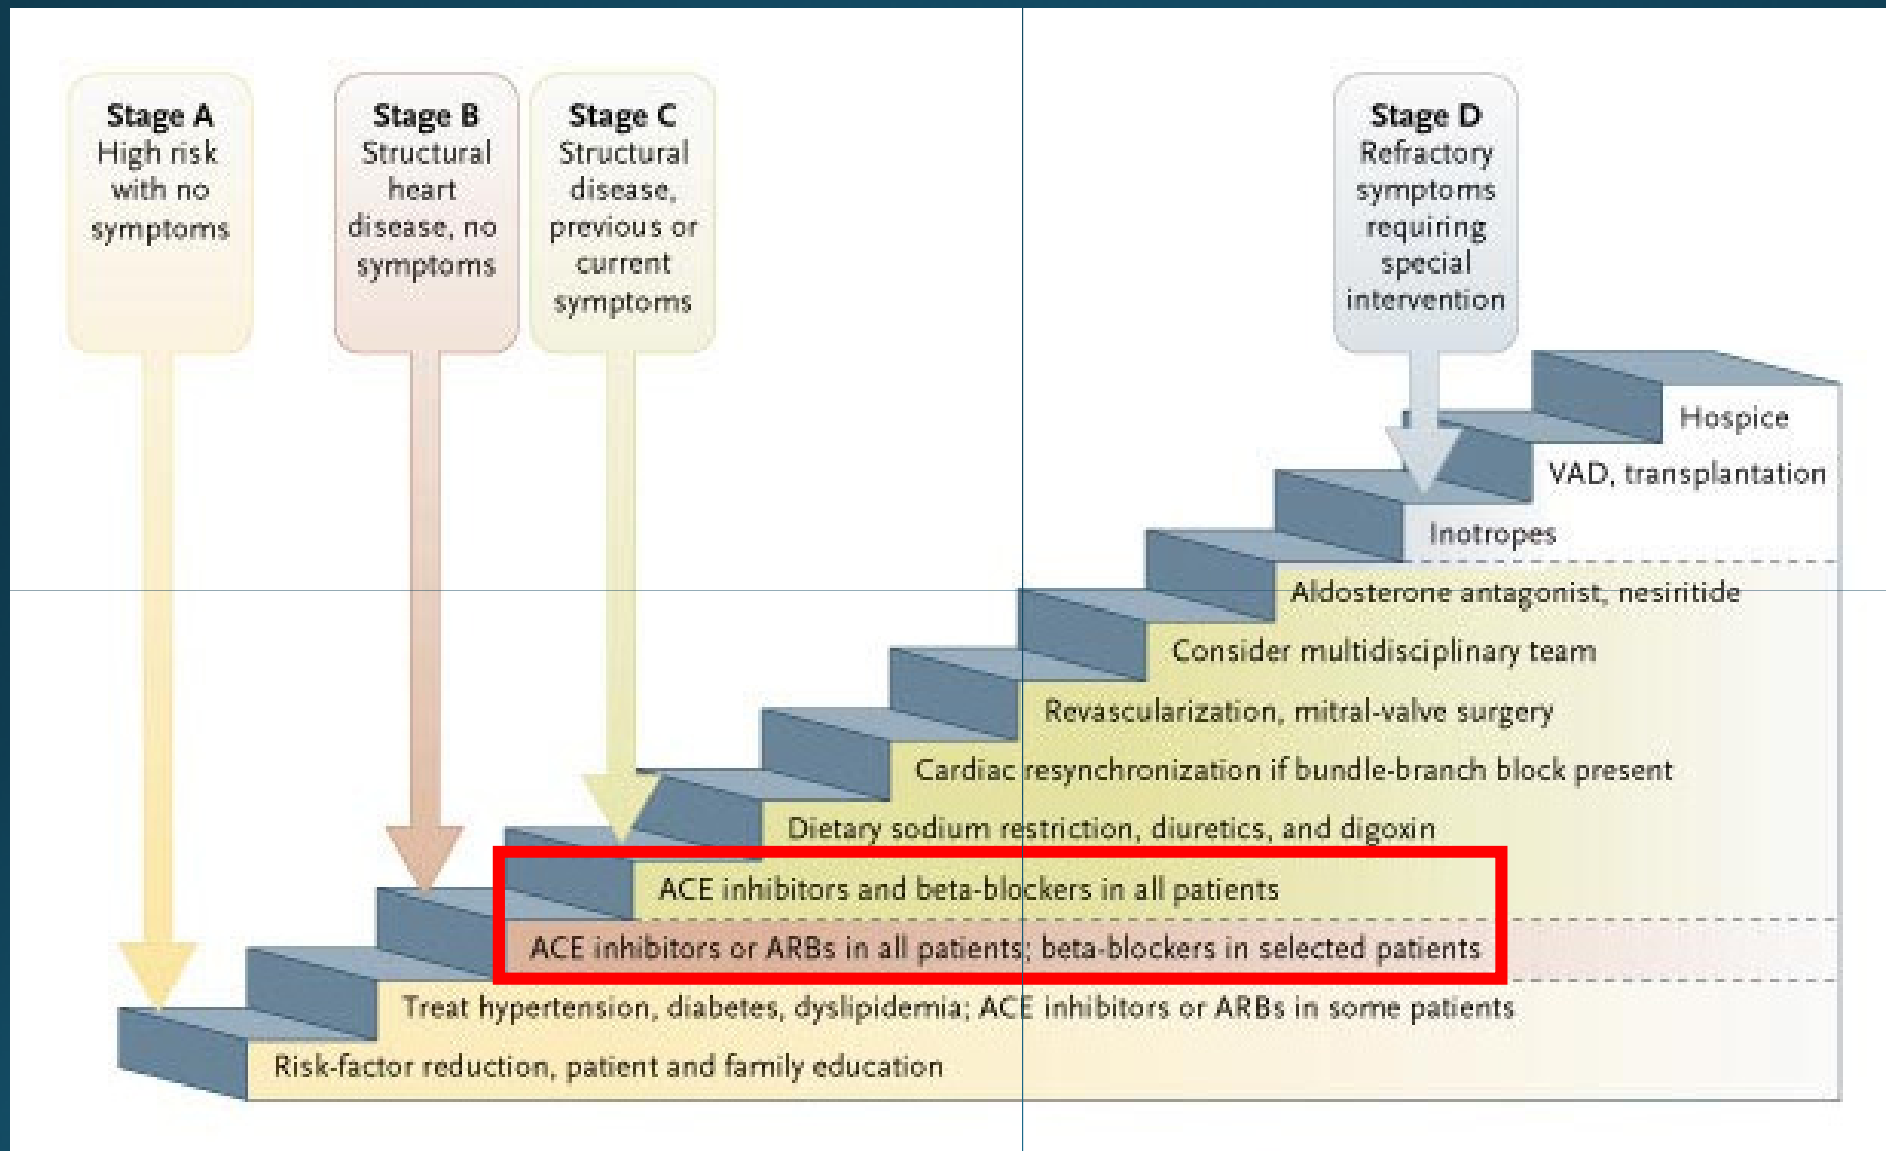 Stage A
High risk
with no
symptoms
Stage B
Structural
heart
disease, no
symptoms
Stage C
Structural
disease,
previous or
current
symptoms
Stage D
Refractory
symptoms
requiring
special
intervention
Hospice
VAD, transplantation
Inotropes
Aldosterone antagonist, nesiritide
Consider multidisciplinary team
Revascularization, mitral-valve surgery
Cardiac resynchronization if bundle-branch block present
Dietary sodium restriction, diuretics, and digoxin
ACE inhibitors and beta-blockers in all patients
ACE inhibitors or ARBs in all patients; beta-blockers in selected patients
Treat hypertension, diabetes, dyslipidemia; ACE inhibitors or ARBs in some patients
Risk-factor reduction, patient and family education